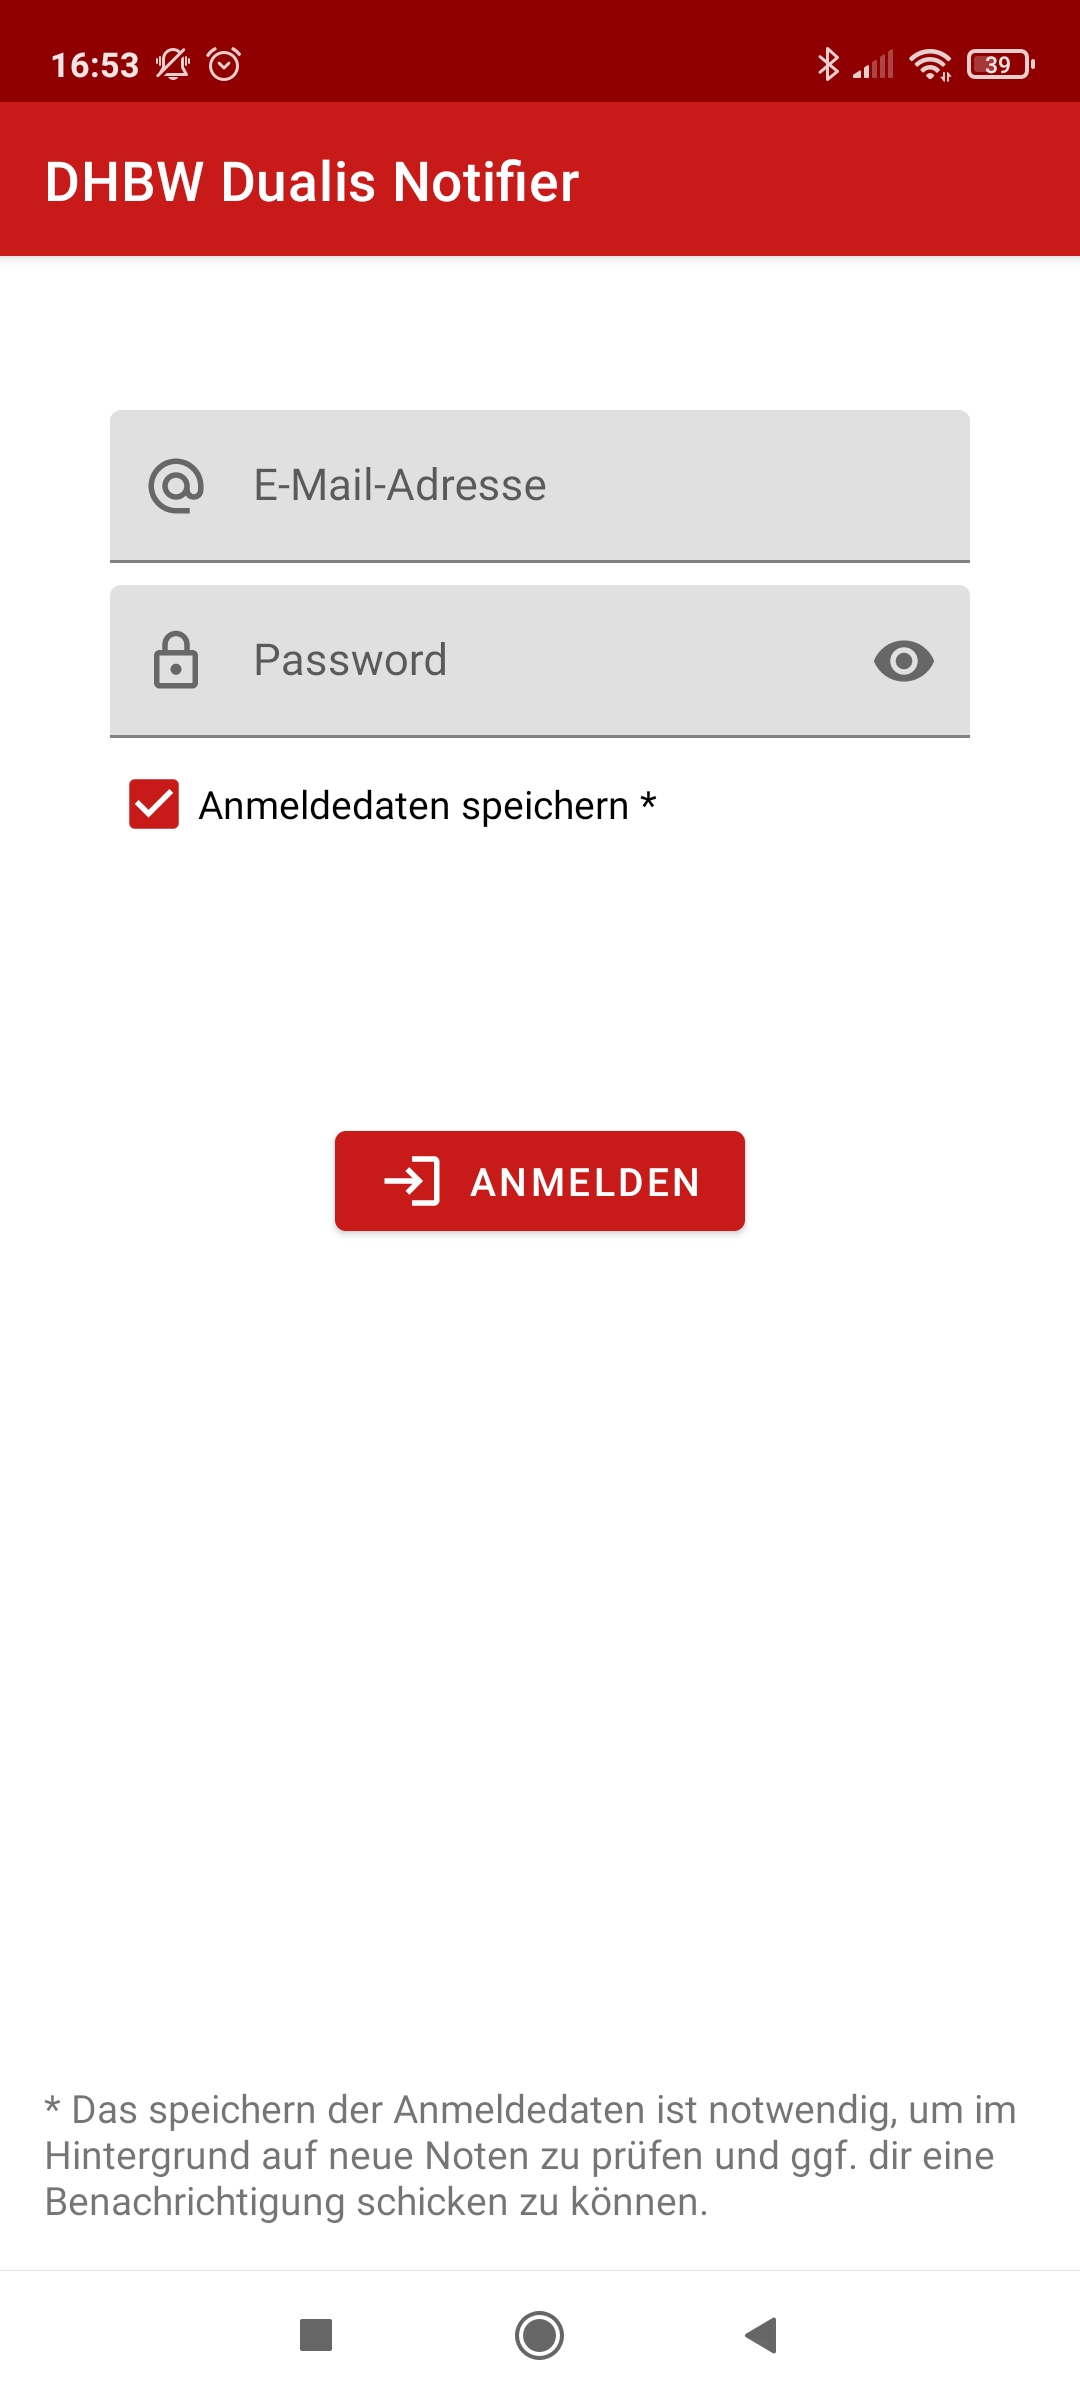 16:53
39
DHBW Dualis Notifier
E-Mail-Adresse
Password
Anmeldedaten speichern *
ANMELDEN
* Das speichern der Anmeldedaten ist notwendig, um im
Hintergrund auf neue Noten zu prüfen und ggf. dir eine
Benachrichtigung schicken zu können.